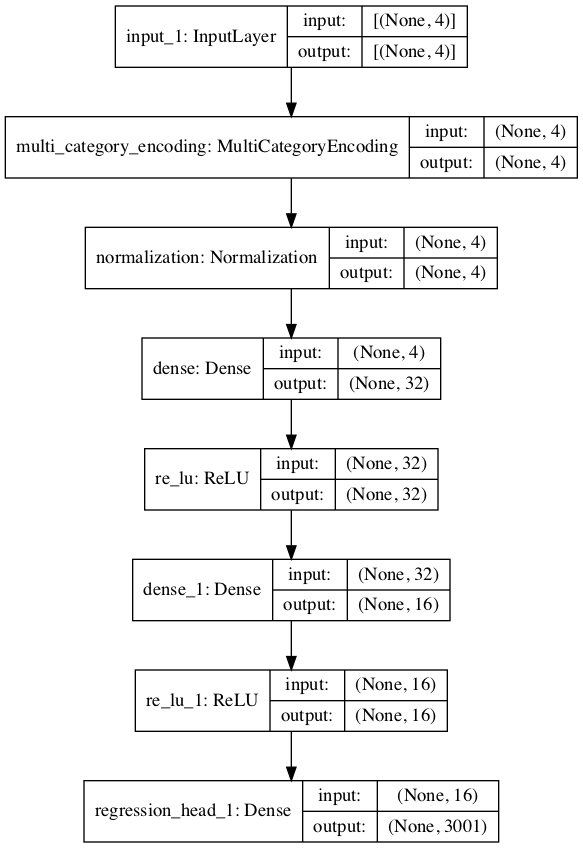 input_1: InputLayer input: [(None, 4)]
output: [(None, 4)]
multi_category_encoding: MultiCategoryEncoding input: (None, 4)
output: (None, 4)
normalization: Normalization input: (None, 4)
output: (None, 4)
dense: Dense input: (None, 4)
output: (None, 32)
re_lu: ReLU input: (None, 32)
output: (None, 32)
dense_1: Dense input: (None, 32)
output: (None, 16)
re_lu_1: ReLU input: (None, 16)
output: (None, 16)
regression_head_1: Dense input: (None, 16)
output: (None, 3001)